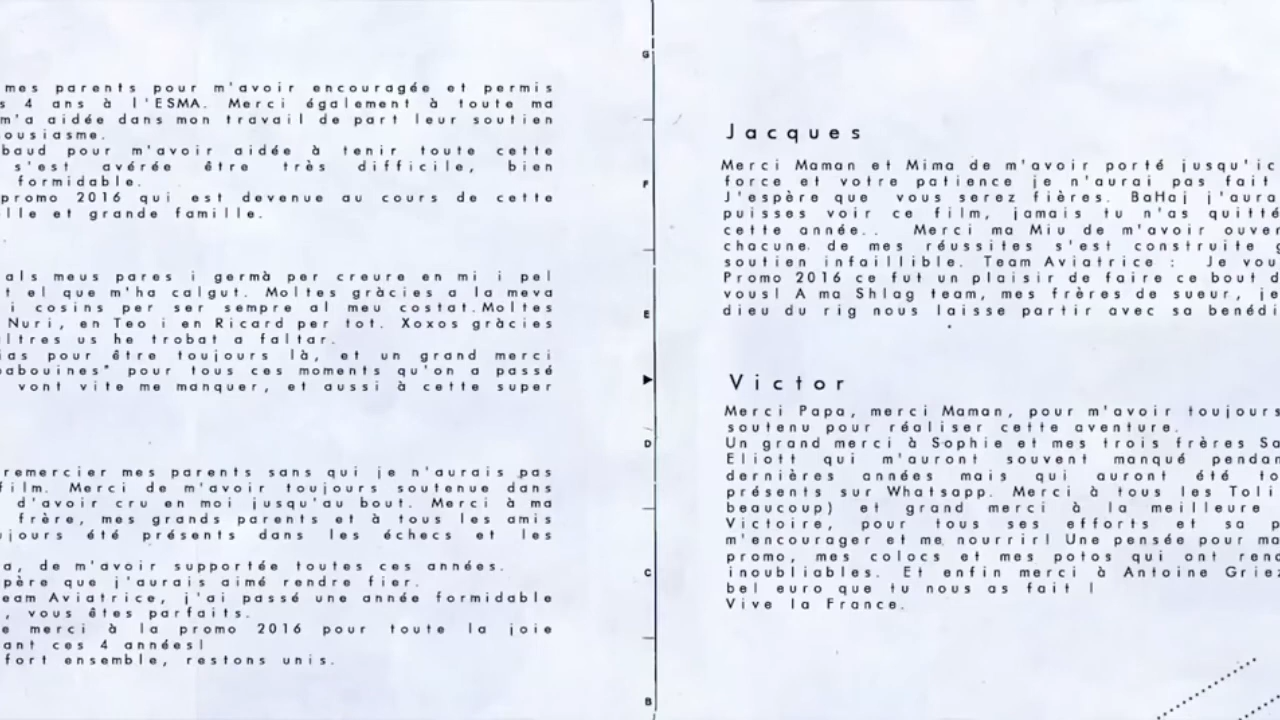 mes parents pour m'avoir encouragée et permis
s 4 ans à l'ESMA. Merci également à toute ma
m'a aidée dans mon travail de part leur soutien
ousiasme.
baud pour m'avoir aidée à tenir toute cette
s'est avérée être très difficile, bien
formidable.
promo 2016 qui est devenue au cours de cette
lle et grande famille.
als meus pares i germà per creure en mi i pel
t el que m'ha calgut. Moltes gràcies a la meva
i cosins per ser sempre al meu costat.Moltes
Nuri, en Teo i en Ricard per tot. Xoxos gràcies
ltres us he trobat a faltar.
ias pour être toujours là, et un grand merci
babouines" pour tous ces moments qu'on a passé
vont vite me manquer, et aussi à cette super
remercier mes parents sans qui je n'aurais pas
film. Merci de m'avoir toujours soutenue dans
d'avoir cru en moi jusqu'au bout. Merci à ma
frère, mes grands parents et à tous les amis
ujours été présents dans les échecs et les
a, de m'avoir supportée toutes ces années.
père que j'aurais aimé rendre fier.
eam Aviatrice, j'ai passé une année formidable
, vous êtes parfaits.
e merci à la promo 2016 pour toute la joie
ant ces 4 années!
fort ensemble, restons unis.
G
F
E
D
C
B
Jacques
Merci Maman et Mima de m'avoir porté jusqu'ic
force et votre patience je n'aurai pas fait
J'espère que vous serez fières. BaHaj j'aura
puisses voir ce film, jamais tu n'as quitté
cette année.. Merci ma Miu de m'avoir ouver
chacune de mes réussites s'est construite g
soutien infaillible. Team Aviatrice : Je vou
Promo 2016 ce fut un plaisir de faire ce bout d
vous! A ma Shlag team, mes frères de sueur, je
dieu du rig nous laisse partir avec sa benédi
Victor
Merci Papa, merci Maman, pour m'avoir toujours
soutenu pour réaliser cette aventure.
Un grand merci à Sophie et mes trois frères Sa
Eliott qui m'auront souvent manqué pendan
dernières années mais qui auront été to
présents sur Whatsapp. Merci à tous les Toli
beaucoup) et grand merci à la meilleure
Victoire, pour tous ses efforts et sa p
m'encourager et me nourrir! Une pensée pour ma
promo, mes colocs et mes potos qui ont rend
inoubliables. Et enfin merci à Antoine Griez
bel euro que tu nous as fait !
Vive la France.